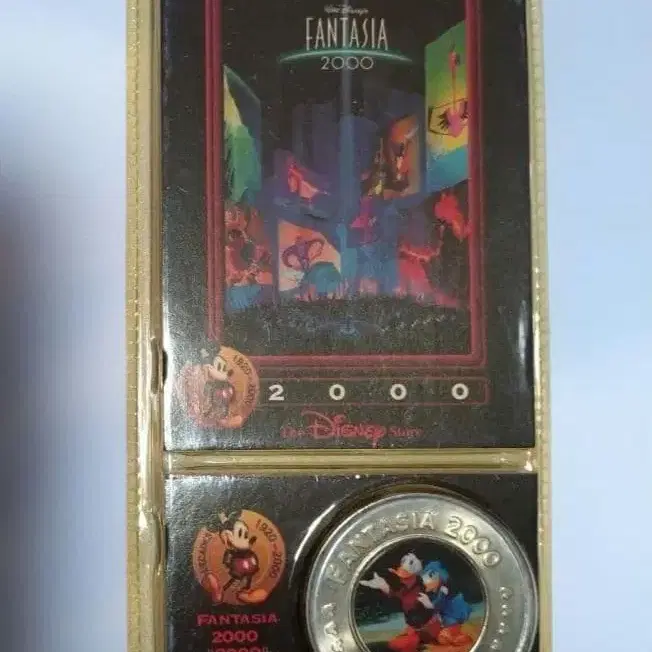 Walt Disney's
FANTASIA
2000
1920 2000
2 0 0 0
The Disney Store
DECADES 1920-2000
FANTASIA 2000
FANTASIA
2000